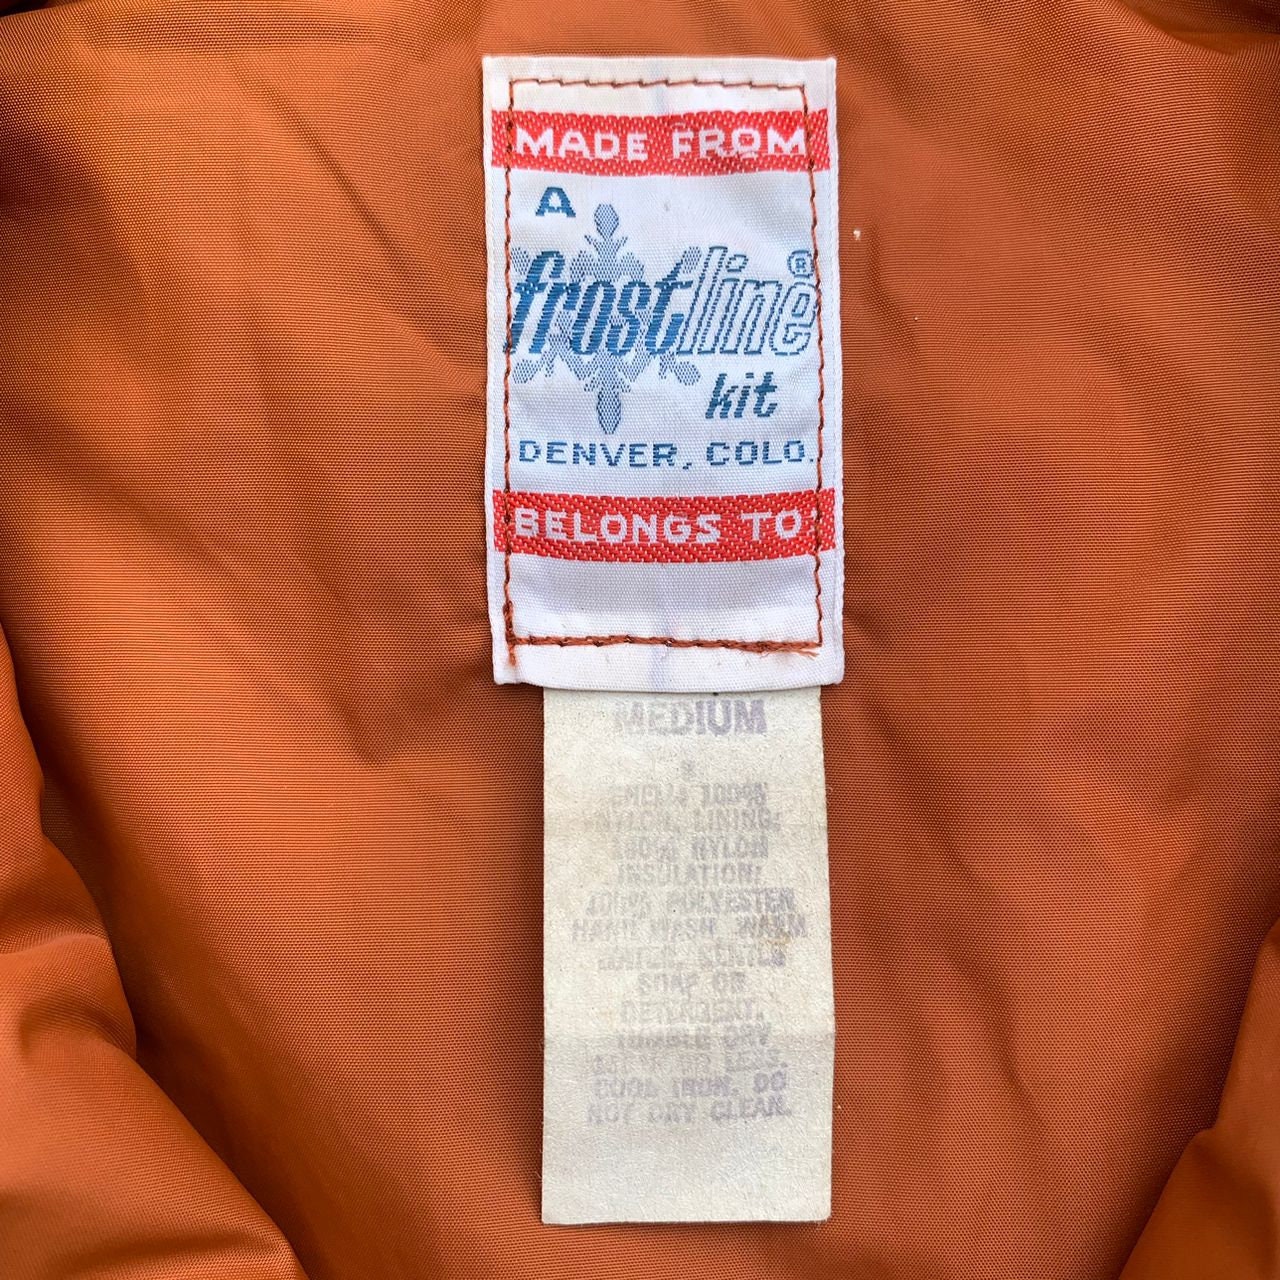 MADE FROM
A
frostline®
kit
DENVER, COLO.
BELONGS TO:
MEDIUM
SHELL: 100%
NYLON, LINING:
100% NYLON
INSULATION:
100% POLYESTER
HAND WASH WARM
WATER,
SOAP OR
DETERGENT.
TUMBLE DRY
OR LESS.
COOL IRON. DO
NOT DRY CLEAN.